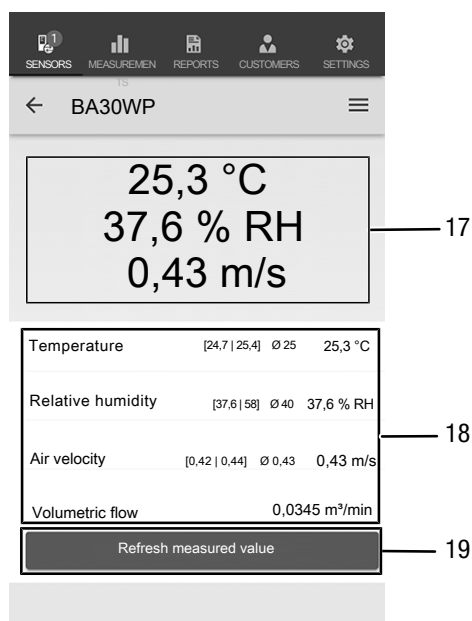 1
SENSORS MEASUREMEN REPORTS CUSTOMERS SETTINGS
TS
BA30WP
25,3 °C
37,6 % RH
0,43 m/s
17
Temperature [24,7 | 25,4] Ø 25 25,3 °C
Relative humidity [37,6 | 58] Ø 40 37,6 % RH
18
Air velocity [0,42 | 0,44] Ø 0,43 0,43 m/s
Volumetric flow 0,0345 m³/min
Refresh measured value 19